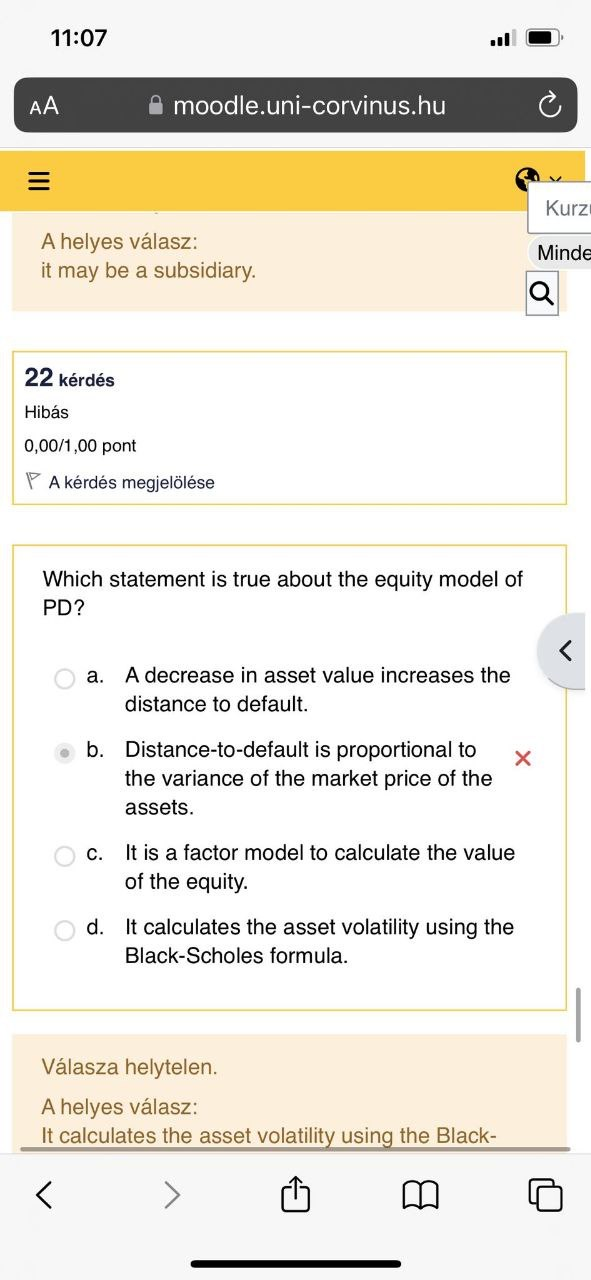 11:07
AA moodle.uni-corvinus.hu
Kurzu
Minde
A helyes válasz:
it may be a subsidiary.
22 kérdés
Hibás
0,00/1,00 pont
A kérdés megjelölése
Which statement is true about the equity model of
PD?
a. A decrease in asset value increases the
distance to default.
b. Distance-to-default is proportional to
the variance of the market price of the
assets.
c. It is a factor model to calculate the value
of the equity.
d. It calculates the asset volatility using the
Black-Scholes formula.
Válasza helytelen.
A helyes válasz:
It calculates the asset volatility using the Black-